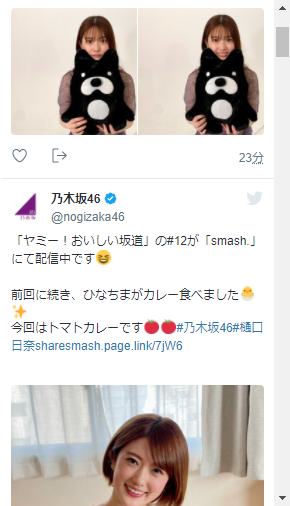 23分
乃木坂46
@nogizaka46
「ヤミー！おいしい坂道」の#12が「smash.」
にて配信中です😆
前回に続き、ひなちまがカレー食べました🐣
✨
今回はトマトカレーです🍅🍅#乃木坂46#樋口
日奈sharesmash.page.link/7jW6